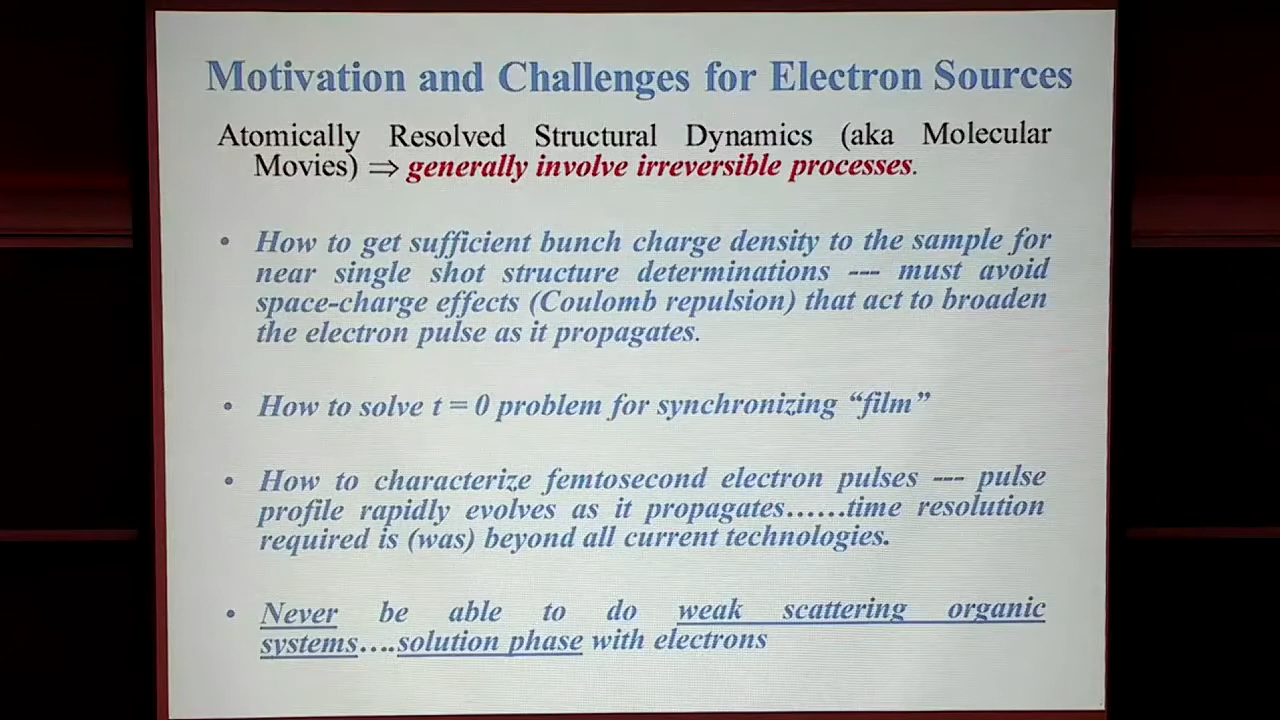 Motivation and Challenges for Electron Sources
Atomically Resolved Structural Dynamics (aka Molecular
Movies) ⇒ generally involve irreversible processes.
• How to get sufficient bunch charge density to the sample for
near single shot structure determinations --- must avoid
space-charge effects (Coulomb repulsion) that act to broaden
the electron pulse as it propagates.
• How to solve t = 0 problem for synchronizing “film”
• How to characterize femtosecond electron pulses --- pulse
profile rapidly evolves as it propagates……time resolution
required is (was) beyond all current technologies.
• Never be able to do weak scattering organic
systems….solution phase with electrons